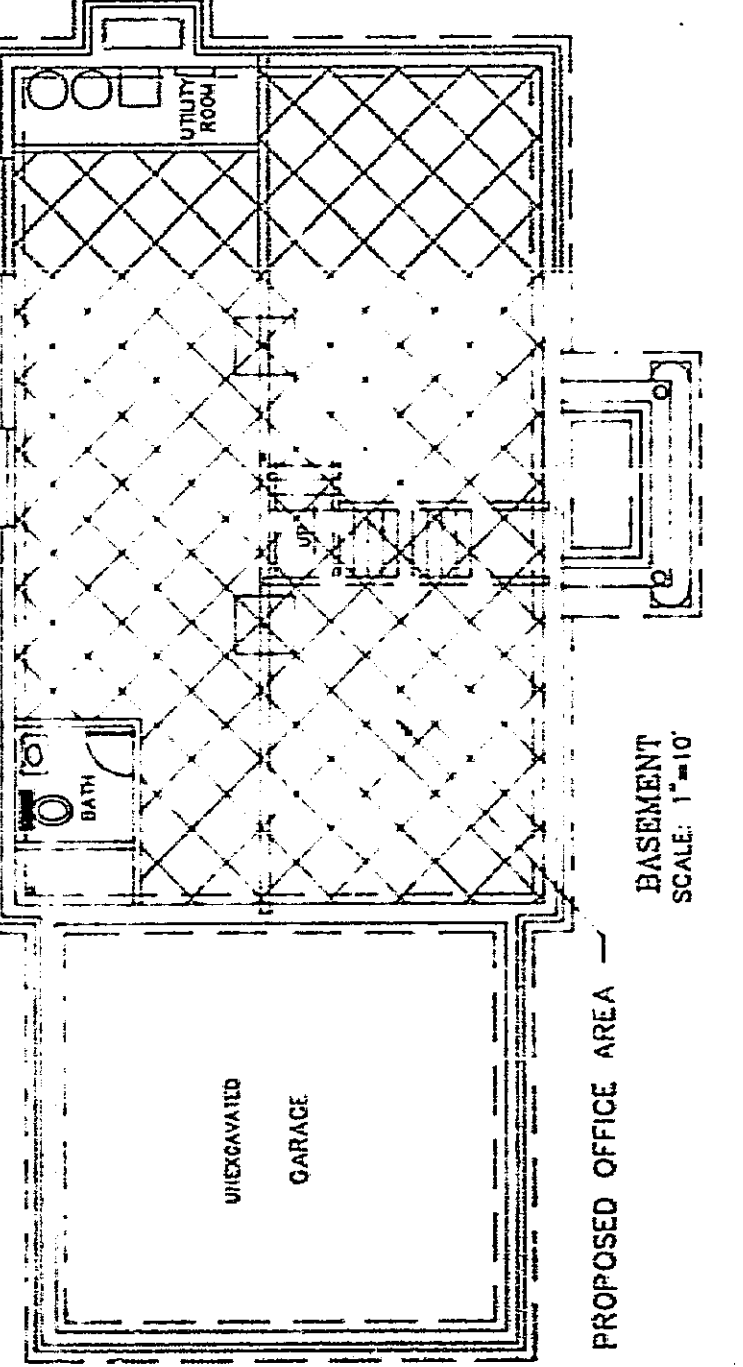 UTILITY
ROOM
UP
BATH
UNEXCAVATED
GARAGE
PROPOSED OFFICE AREA
BASEMENT
SCALE: 1"=10'